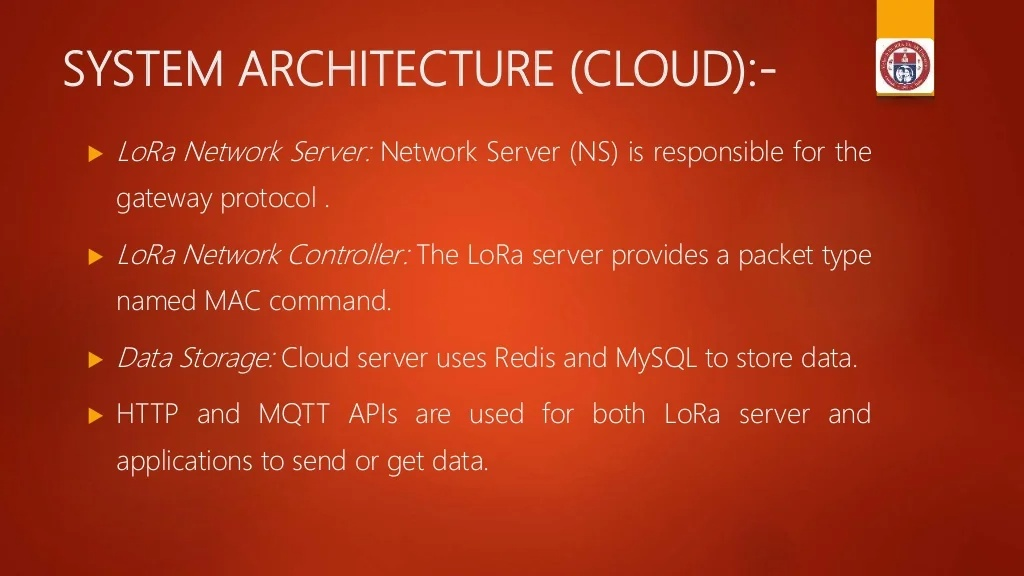 SYSTEM ARCHITECTURE (CLOUD):-
LoRa Network Server: Network Server (NS) is responsible for the
gateway protocol .
LoRa Network Controller: The LoRa server provides a packet type
named MAC command.
Data Storage: Cloud server uses Redis and MySQL to store data.
HTTP and MQTT APIs are used for both LoRa server and
applications to send or get data.